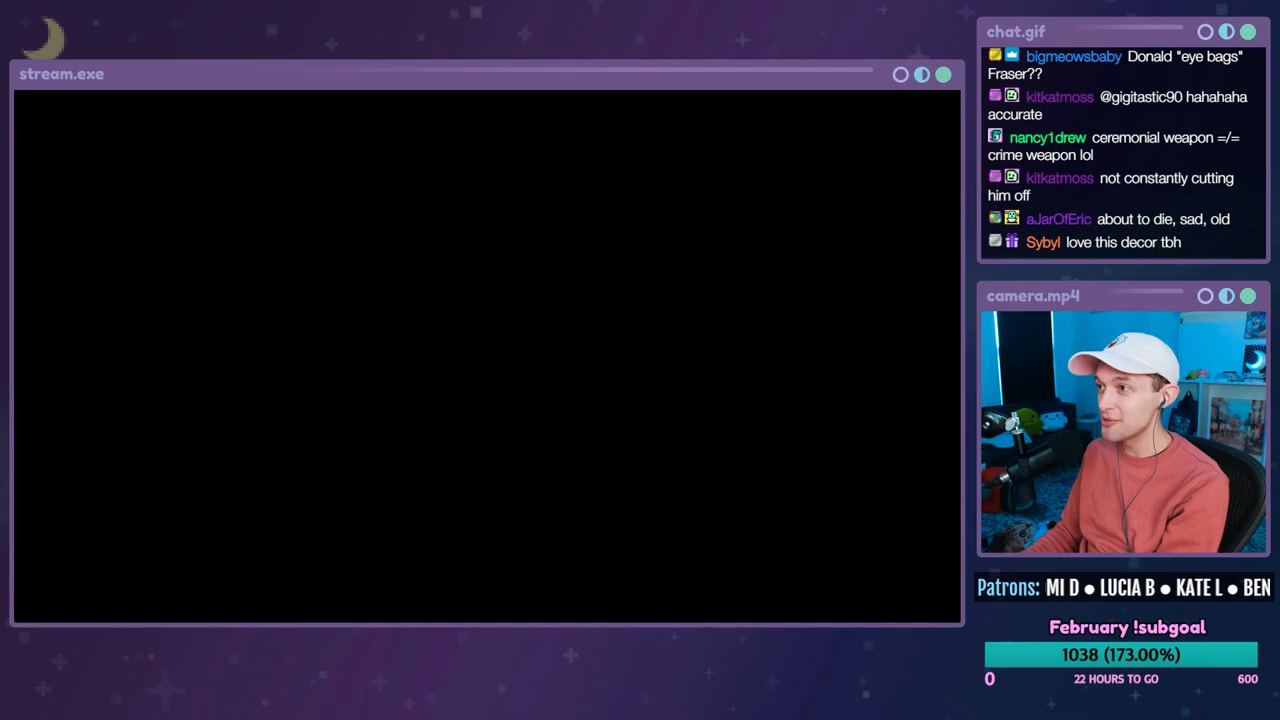 stream.exe
chat.gif
bigmeowsbaby Donald "eye bags"
Fraser??
kitkatmoss @gigitastic90 hahahaha
accurate
nancy1drew ceremonial weapon =/=
crime weapon lol
kitkatmoss not constantly cutting
him off
aJarOfEric about to die, sad, old
Sybyl love this decor tbh
camera.mp4
Patrons: MI D ● LUCIA B ● KATE L ● BEN
February !subgoal
1038 (173.00%)
0 22 HOURS TO GO 600